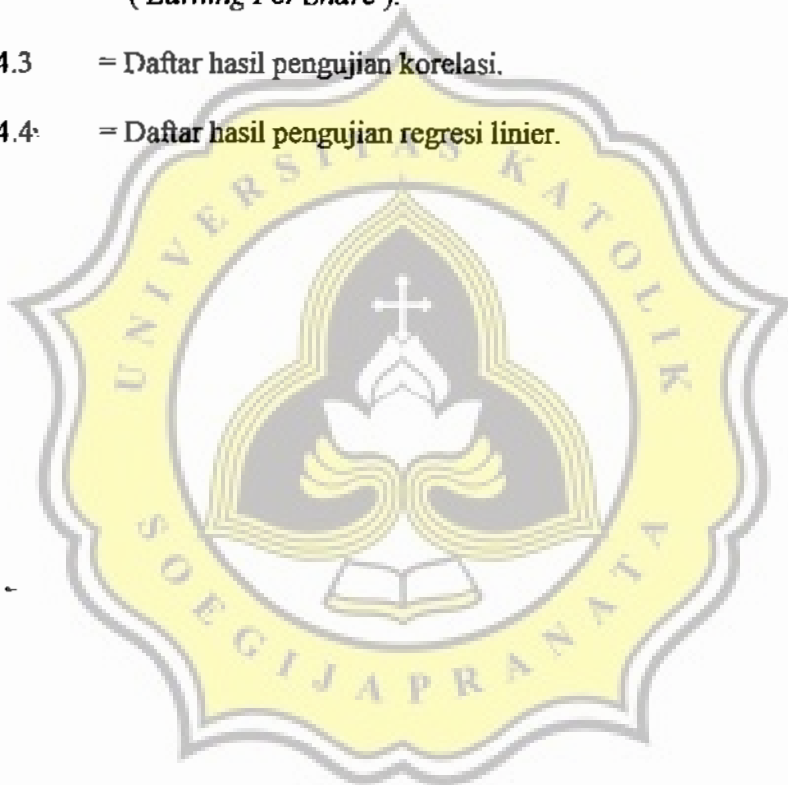 ( Earning Per Share ).
4.3 = Daftar hasil pengujian korelasi.
4.4 = Daftar hasil pengujian regresi linier.
UNIVERSITAS KATOLIK
SOEGIJAPRANATA